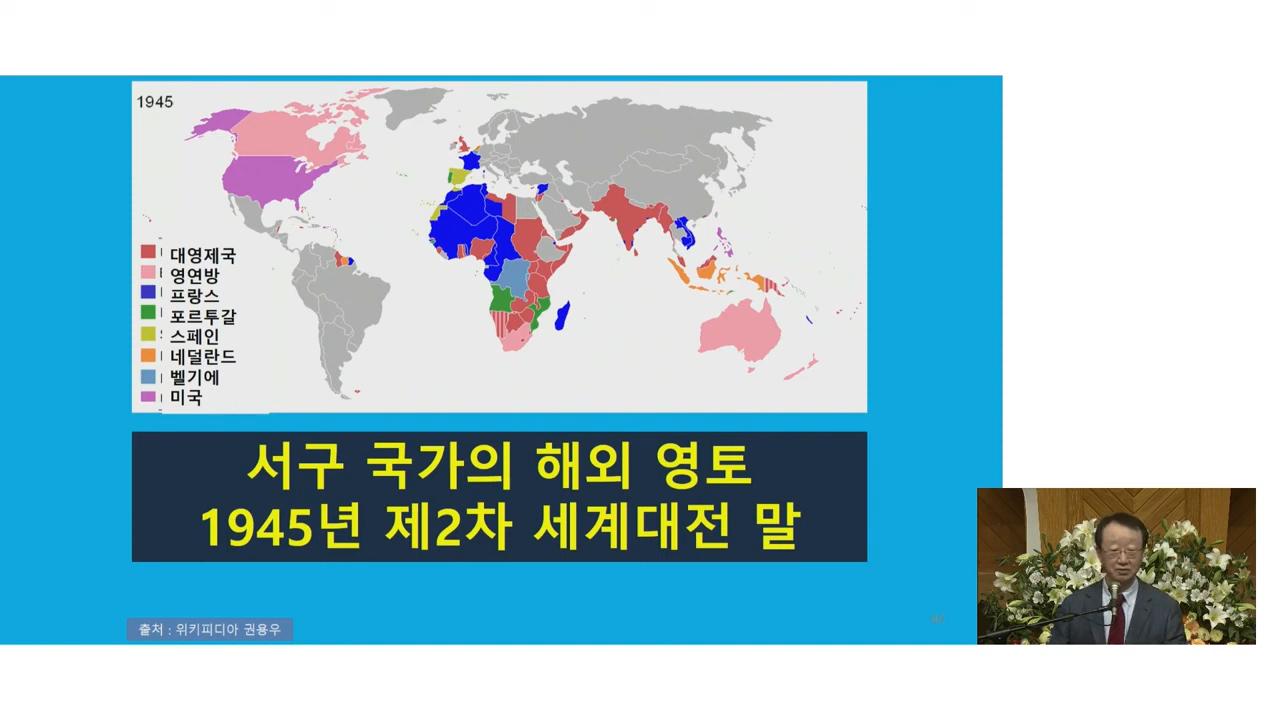 1945
대영제국
영연방
프랑스
포르투갈
스페인
네덜란드
벨기에
미국
서구 국가의 해외 영토
1945년 제2차 세계대전 말
출처 : 위키피디아 권용우